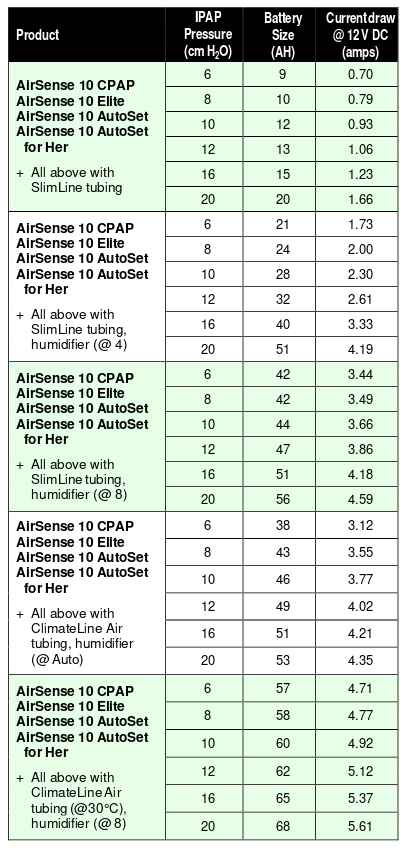 Product
IPAP Pressure (cm H₂O)
Battery Size (AH)
Current draw @ 12 V DC (amps)
AirSense 10 CPAP
AirSense 10 Elite
AirSense 10 AutoSet
AirSense 10 AutoSet
for Her
+ All above with
SlimLine tubing
6 9 0.70
8 10 0.79
10 12 0.93
12 13 1.06
16 15 1.23
20 20 1.66
AirSense 10 CPAP
AirSense 10 Elite
AirSense 10 AutoSet
AirSense 10 AutoSet
for Her
+ All above with
SlimLine tubing,
humidifier (@ 4)
6 21 1.73
8 24 2.00
10 28 2.30
12 32 2.61
16 40 3.33
20 51 4.19
AirSense 10 CPAP
AirSense 10 Elite
AirSense 10 AutoSet
AirSense 10 AutoSet
for Her
+ All above with
SlimLine tubing,
humidifier (@ 8)
6 42 3.44
8 42 3.49
10 44 3.66
12 47 3.86
16 51 4.18
20 56 4.59
AirSense 10 CPAP
AirSense 10 Elite
AirSense 10 AutoSet
AirSense 10 AutoSet
for Her
+ All above with
ClimateLine Air
tubing, humidifier
(@ Auto)
6 38 3.12
8 43 3.55
10 46 3.77
12 49 4.02
16 51 4.21
20 53 4.35
AirSense 10 CPAP
AirSense 10 Elite
AirSense 10 AutoSet
AirSense 10 AutoSet
for Her
+ All above with
ClimateLine Air
tubing (@30°C),
humidifier (@ 8)
6 57 4.71
8 58 4.77
10 60 4.92
12 62 5.12
16 65 5.37
20 68 5.61